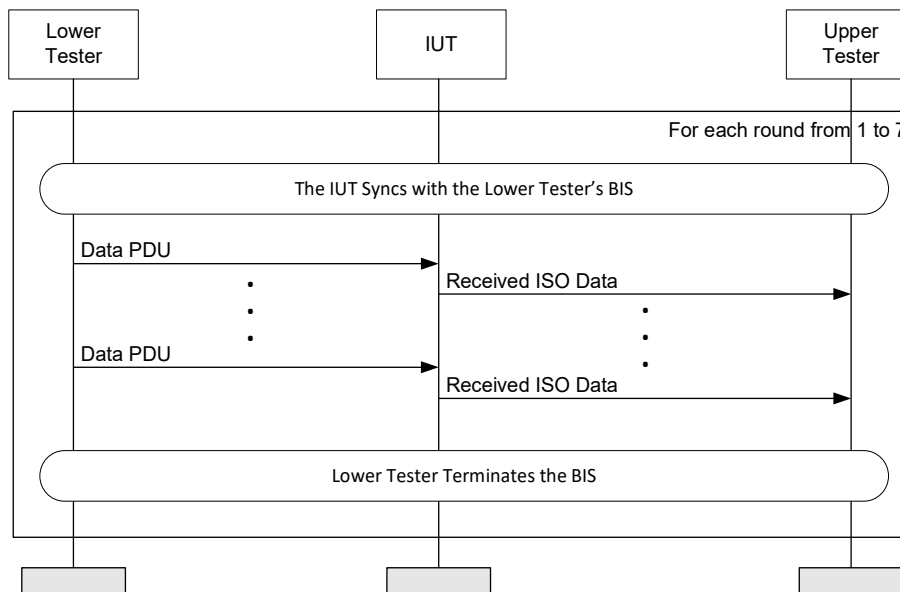 Lower
Tester
IUT
Upper
Tester
For each round from 1 to 7
The IUT Syncs with the Lower Tester’s BIS
Data PDU
Received ISO Data
Data PDU
Received ISO Data
Lower Tester Terminates the BIS